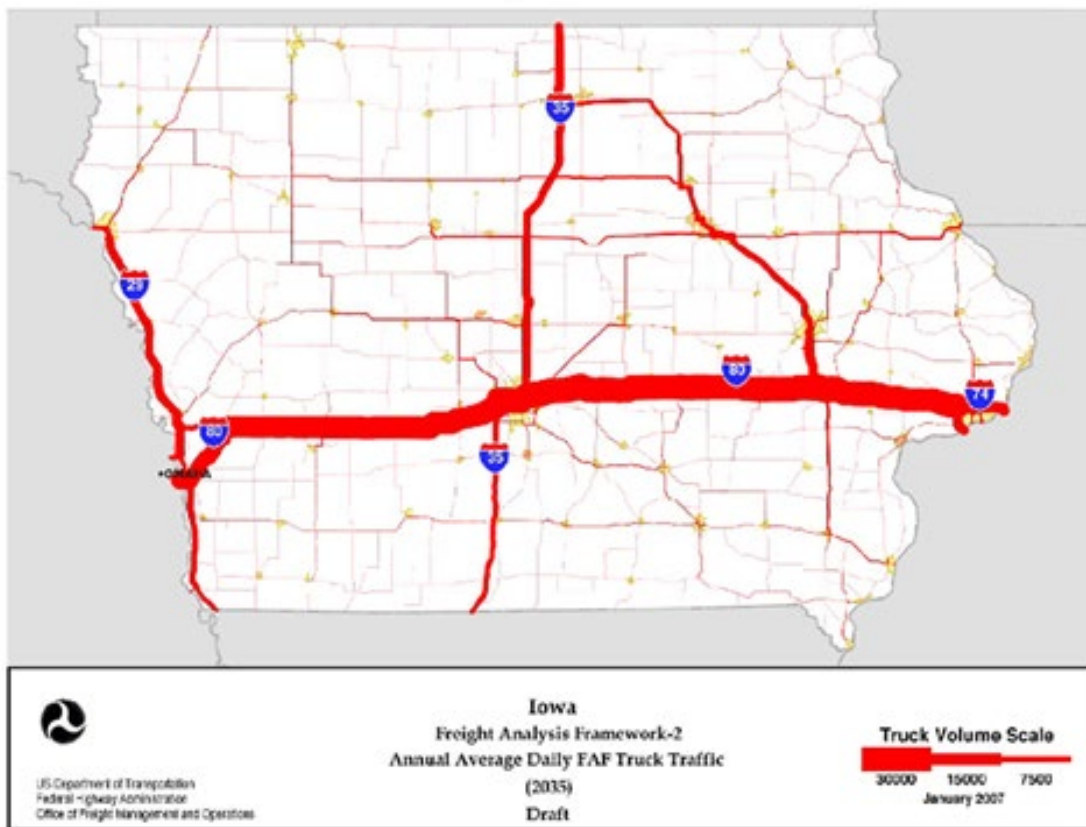 35
29
80
80
74
35
+OMAHA
Iowa
Freight Analysis Framework-2
Annual Average Daily FAF Truck Traffic
(2035)
Draft
US Department of Transportation
Federal Highway Administration
Office of Freight Management and Operations
Truck Volume Scale
30000 15000 7500
January 2007